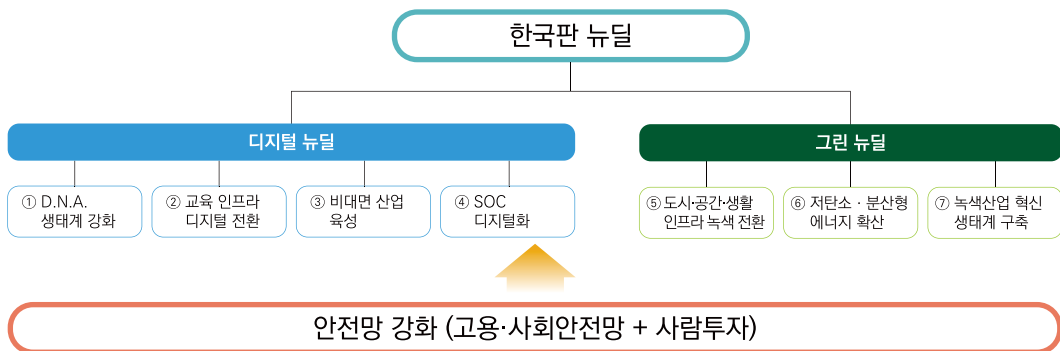 한국판 뉴딜
디지털 뉴딜
그린 뉴딜
① D.N.A.
생태계 강화
② 교육 인프라
디지털 전환
③ 비대면 산업
육성
④ SOC
디지털화
⑤ 도시·공간·생활
인프라 녹색 전환
⑥ 저탄소 · 분산형
에너지 확산
⑦ 녹색산업 혁신
생태계 구축
안전망 강화 (고용·사회안전망 + 사람투자)